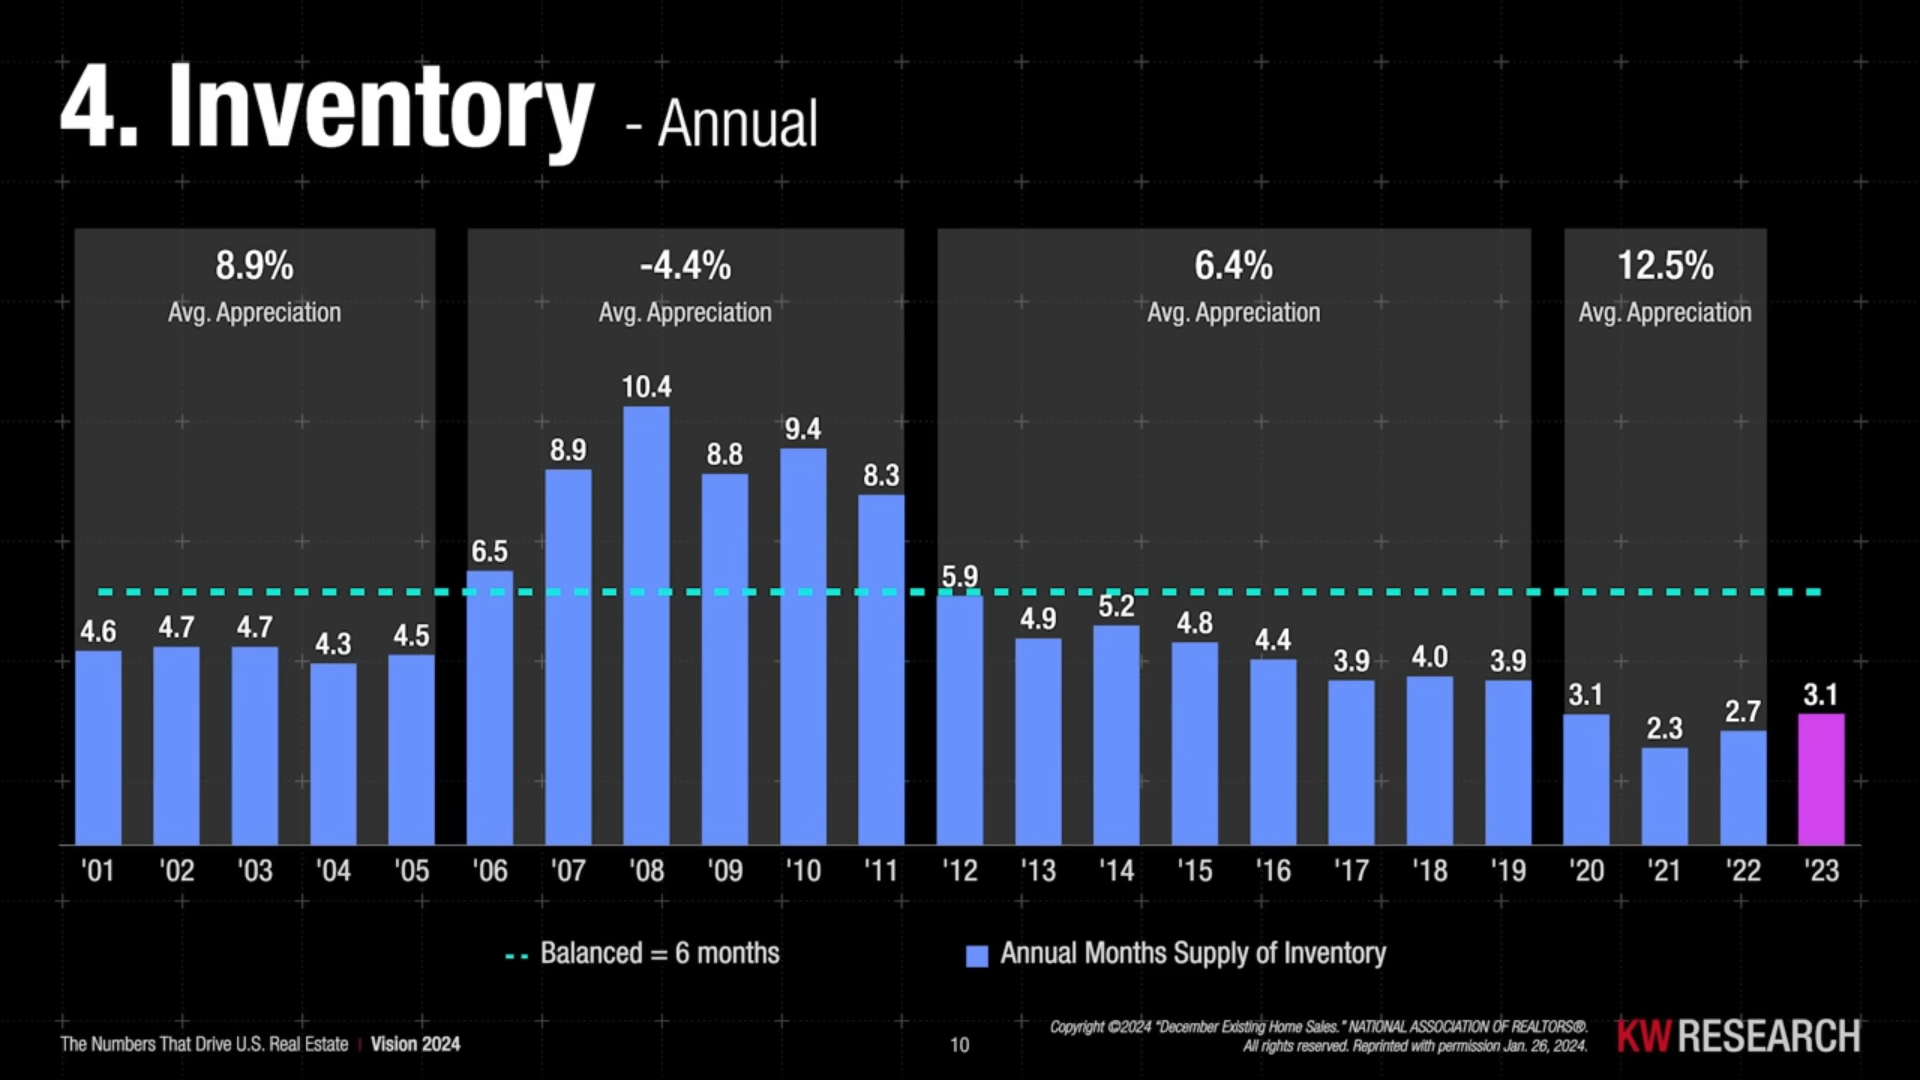 4. Inventory - Annual
8.9%
Avg. Appreciation
-4.4%
Avg. Appreciation
6.4%
Avg. Appreciation
12.5%
Avg. Appreciation
4.6 4.7 4.7 4.3 4.5 6.5 8.9 10.4 8.8 9.4 8.3 5.9 4.9 5.2 4.8 4.4 3.9 4.0 3.9 3.1 2.3 2.7 3.1
'01 '02 '03 '04 '05 '06 '07 '08 '09 '10 '11 '12 '13 '14 '15 '16 '17 '18 '19 '20 '21 '22 '23
Balanced = 6 months
Annual Months Supply of Inventory
The Numbers That Drive U.S. Real Estate | Vision 2024
10
Copyright ©2024 “December Existing Home Sales.” NATIONAL ASSOCIATION OF REALTORS®.
All rights reserved. Reprinted with permission Jan. 26, 2024.
KW RESEARCH